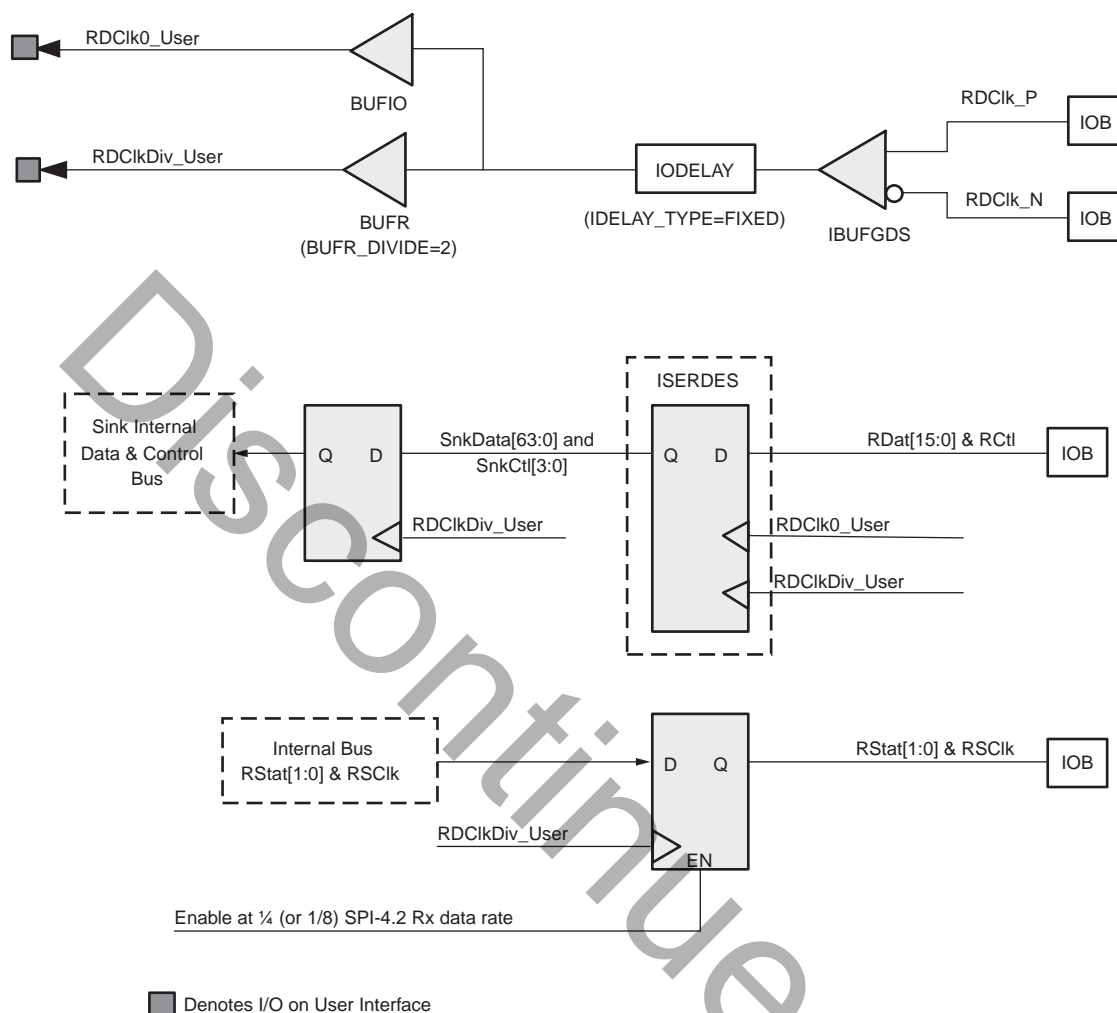 RDClk0_User
BUFIO
RDClk_P
IOB
RDClkDiv_User
IODELAY
RDClk_N
IOB
BUFR
(BUFR_DIVIDE=2)
(IDELAY_TYPE=FIXED)
IBUFGDS
ISERDES
Sink Internal
Data & Control
Bus
Q D
SnkData[63:0] and
SnkCtl[3:0]
Q D
RDat[15:0] & RCtl
IOB
RDClkDiv_User
RDClk0_User
RDClkDiv_User
Internal Bus
RStat[1:0] & RSClk
D Q
RStat[1:0] & RSClk
IOB
RDClkDiv_User
EN
Enable at ¼ (or 1/8) SPI-4.2 Rx data rate
Denotes I/O on User Interface
Discontinue